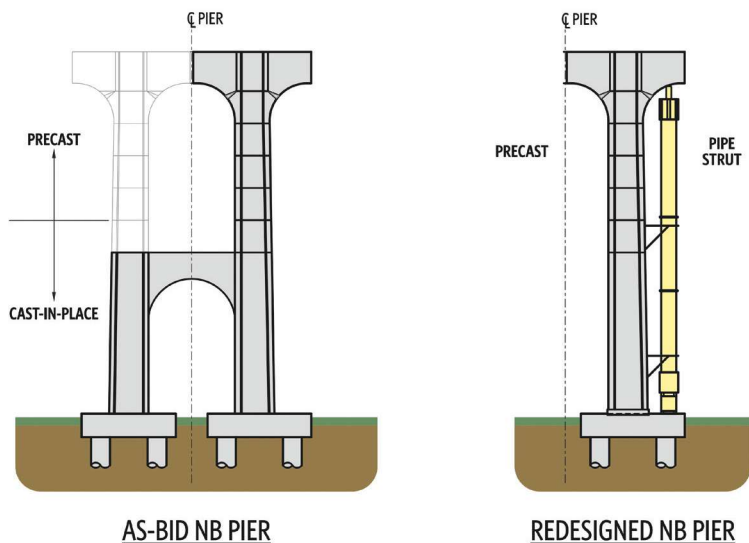 ℄ PIER
℄ PIER
PRECAST
CAST-IN-PLACE
PRECAST
PIPE
STRUT
AS-BID NB PIER
REDESIGNED NB PIER